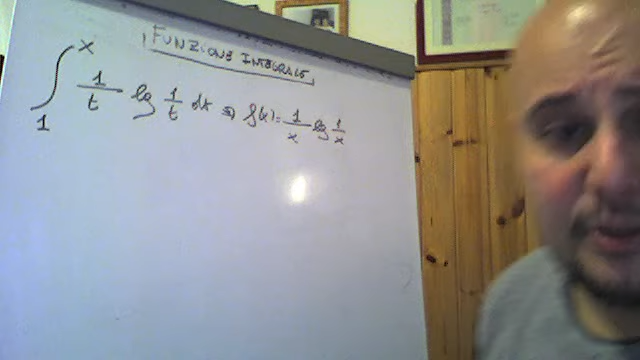 FUNZIONE INTEGRALE
∫₁ˣ 1/t log 1/t dt ⇒ f(x)= 1/x log 1/x